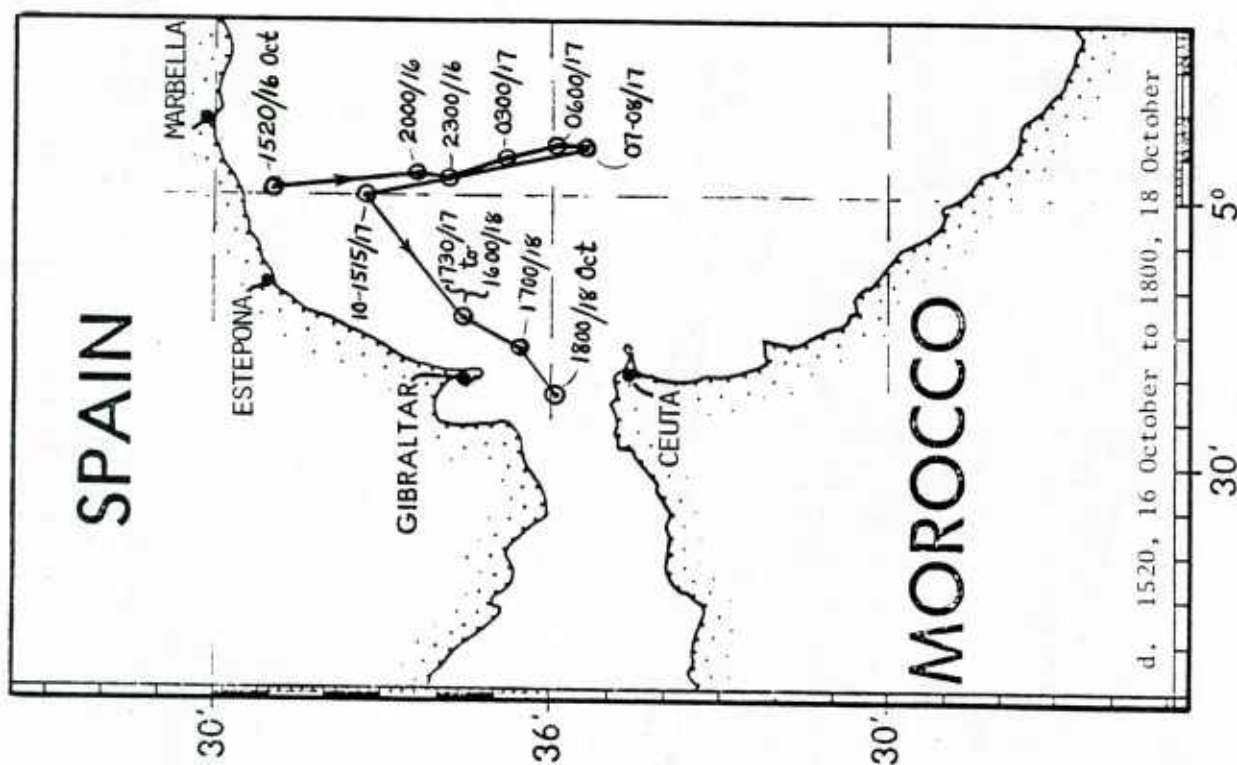 SPAIN
MARBELLA
ESTEPONA
GIBRALTAR
CEUTA
MOROCCO
1520/16 Oct
2000/16
2300/16
0300/17
0600/17
07-08/17
10-1515/17
1730/17
to
1600/18
1700/18
1800/18 Oct
d. 1520, 16 October to 1800, 18 October
30'
36
30'
30'
5°